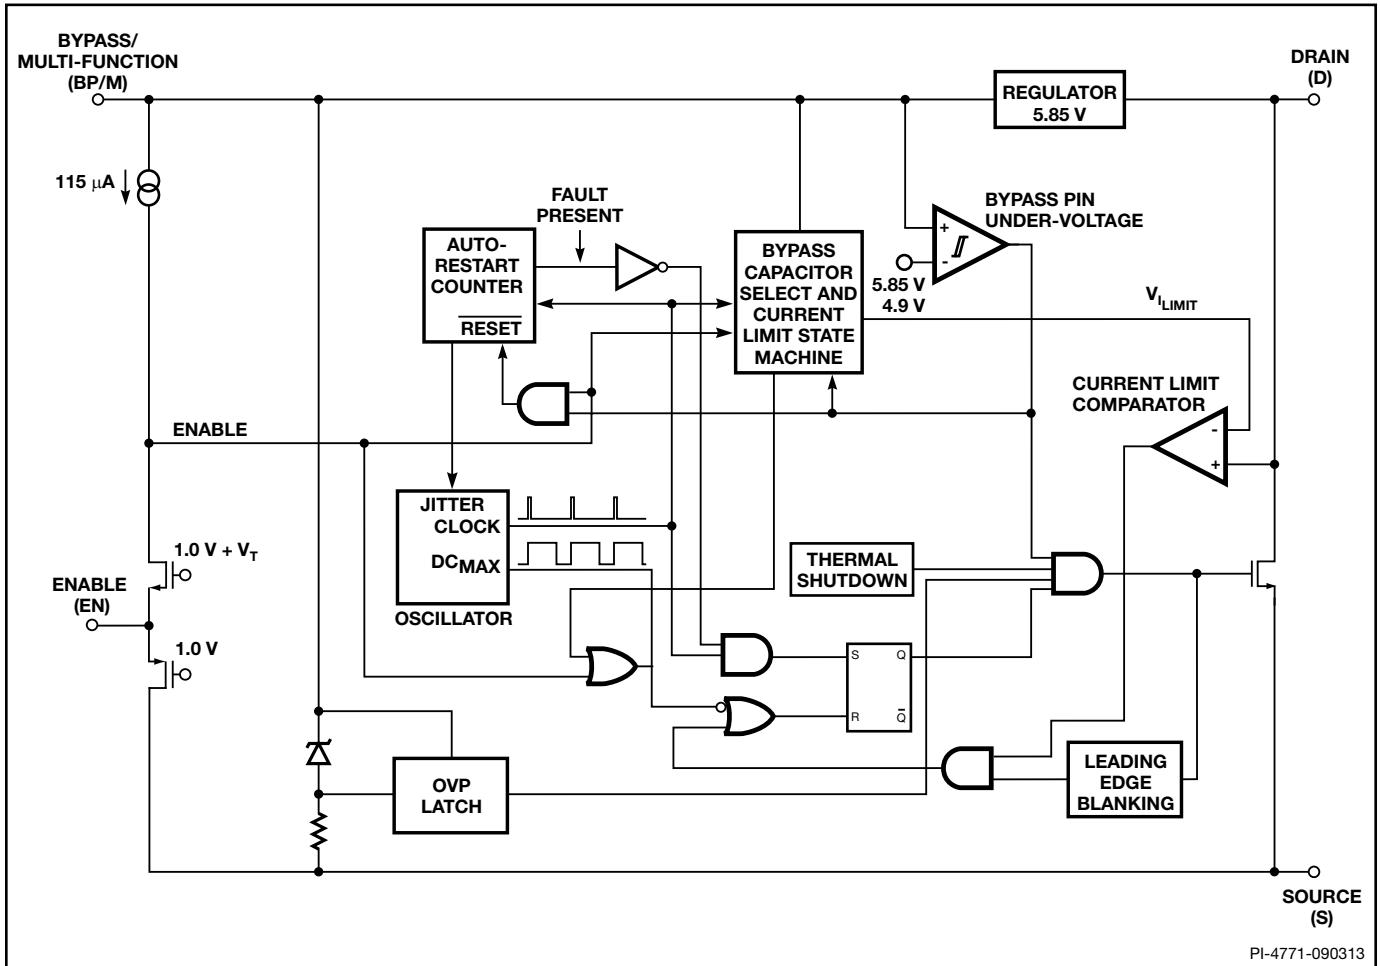 BYPASS/
MULTI-FUNCTION
(BP/M)
DRAIN
(D)
REGULATOR
5.85 V
115 μA
FAULT
PRESENT
BYPASS PIN
UNDER-VOLTAGE
+
-
5.85 V
4.9 V
AUTO-
RESTART
COUNTER
RESET
BYPASS
CAPACITOR
SELECT AND
CURRENT
LIMIT STATE
MACHINE
VILIMIT
CURRENT LIMIT
COMPARATOR
-
+
ENABLE
JITTER
CLOCK
DCMAX
OSCILLATOR
1.0 V + VT
ENABLE
(EN)
1.0 V
THERMAL
SHUTDOWN
S Q
R Q̅
OVP
LATCH
LEADING
EDGE
BLANKING
SOURCE
(S)
PI-4771-090313